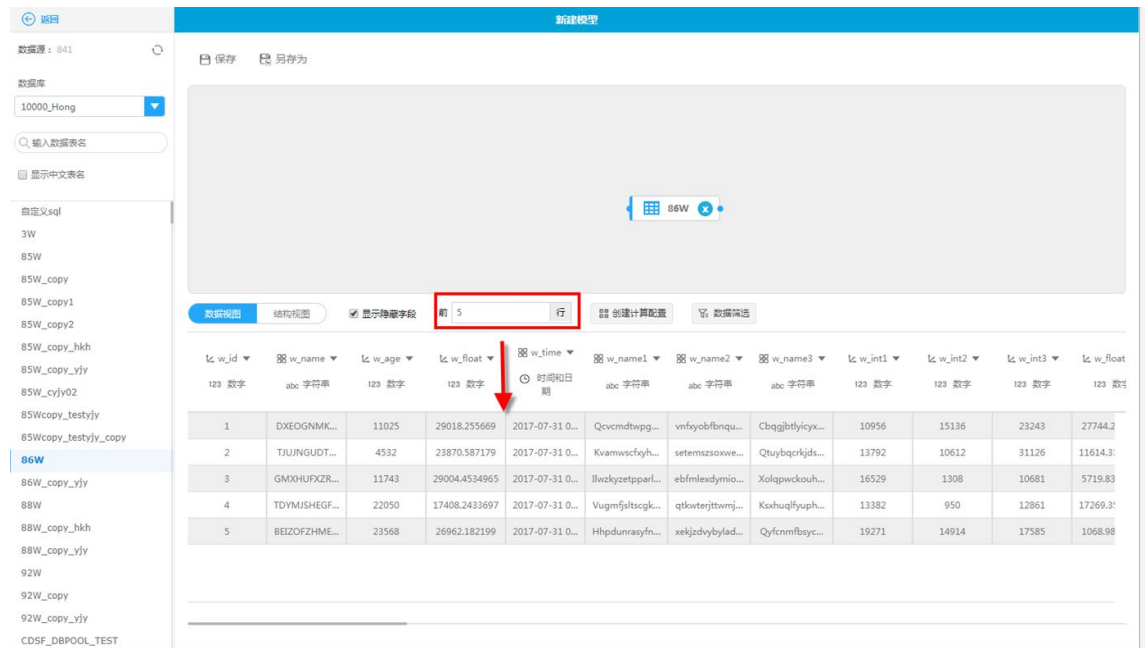 返回
新建模型
数据源：841
保存 另存为
数据库
10000_Hong
输入数据表名
显示中文表名
自定义sql
3W
85W
85W_copy
85W_copy1
85W_copy2
85W_copy_hkh
85W_copy_yjy
85W_cyjy02
85Wcopy_testyjy
85Wcopy_testyjy_copy
86W
86W_copy_yjy
88W
88W_copy_hkh
88W_copy_yjy
92W
92W_copy
92W_copy_yjy
CDSF_DBPOOL_TEST
86W
数据视图 结构视图 显示隐藏字段 前 5 行 创建计算配置 数据筛选
w_id w_name w_age w_float w_time w_name1 w_name2 w_name3 w_int1 w_int2 w_int3 w_float
123 数字 abc 字符串 123 数字 123 数字 时间和日期 abc 字符串 abc 字符串 abc 字符串 123 数字 123 数字 123 数字 123 数字
1 DXEOGNMK... 11025 29018.255669 2017-07-31 0... Qcvcmdtwpg... vnfxyobfbnqu... Cbqgjbtlyicyx... 10956 15136 23243 27744.2
2 TJUJNGUDT... 4532 23870.587179 2017-07-31 0... Kvamwscfxyh... setemszsoxwe... Qtuybqcrkjds... 13792 10612 31126 11614.3
3 GMXHUFXZR... 11743 29004.4534965 2017-07-31 0... Ilwzkyzetpparl... ebfmlexdymio... Xolqpwckouh... 16529 1308 10681 5719.83
4 TDYMJSHEGF... 22050 17408.2433697 2017-07-31 0... Vugmfjsltscgk... qtkwterjttwmj... Ksxhuqlfyuph... 13382 950 12861 17269.3
5 BEIZOFZHME... 23568 26962.182199 2017-07-31 0... Hhpdunrasyfn... xekjzdvybylad... Qyfcnmfbsyc... 19271 14914 17585 1068.98